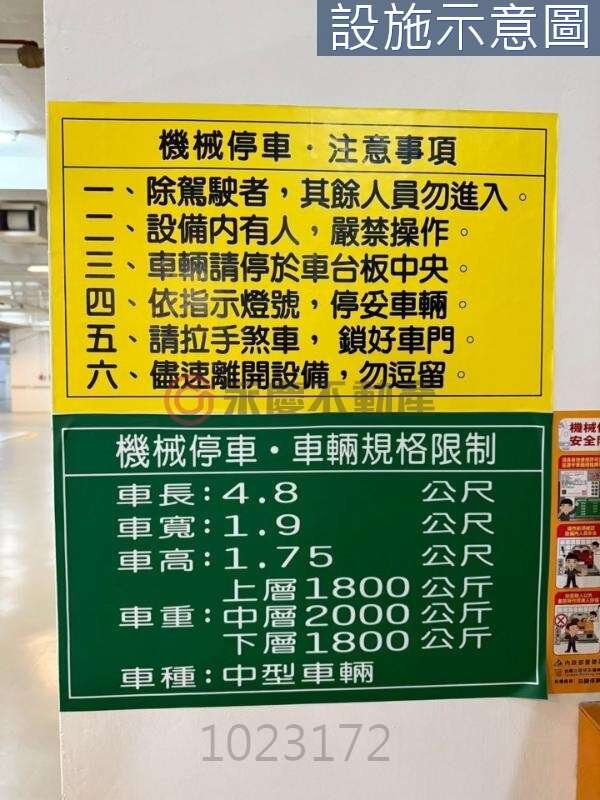 設施示意圖
機械停車·注意事項
一、除駕駛者，其餘人員勿進入。
二、設備內有人，嚴禁操作。
三、車輛請停於車台板中央。
四、依指示燈號，停妥車輛。
五、請拉手煞車，鎖好車門。
六、儘速離開設備，勿逗留。
永慶不動產
機械停車·車輛規格限制
車長：4.8 公尺
車寬：1.9 公尺
車高：1.75 公尺
上層1800公斤
車重：中層2000公斤
下層1800公斤
車種：中型車輛
機械停
安全
1023172